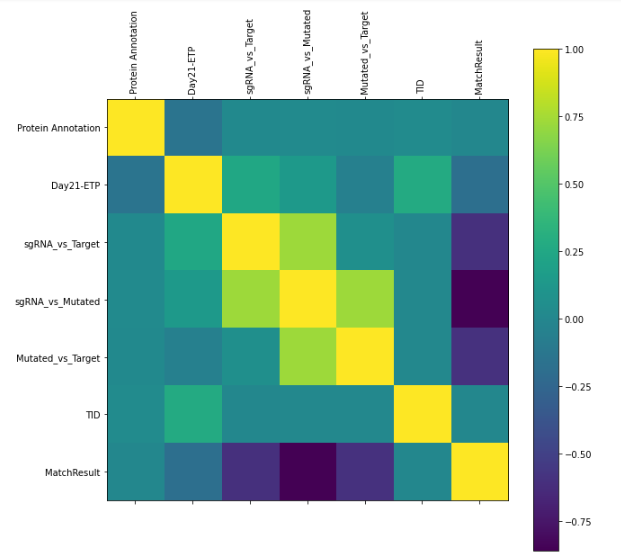 Protein Annotation
Day21-ETP
sgRNA_vs_Target
sgRNA_vs_Mutated
Mutated_vs_Target
TID
MatchResult
Protein Annotation
Day21-ETP
sgRNA_vs_Target
sgRNA_vs_Mutated
Mutated_vs_Target
TID
MatchResult
1.00
0.75
0.50
0.25
0.00
−0.25
−0.50
−0.75